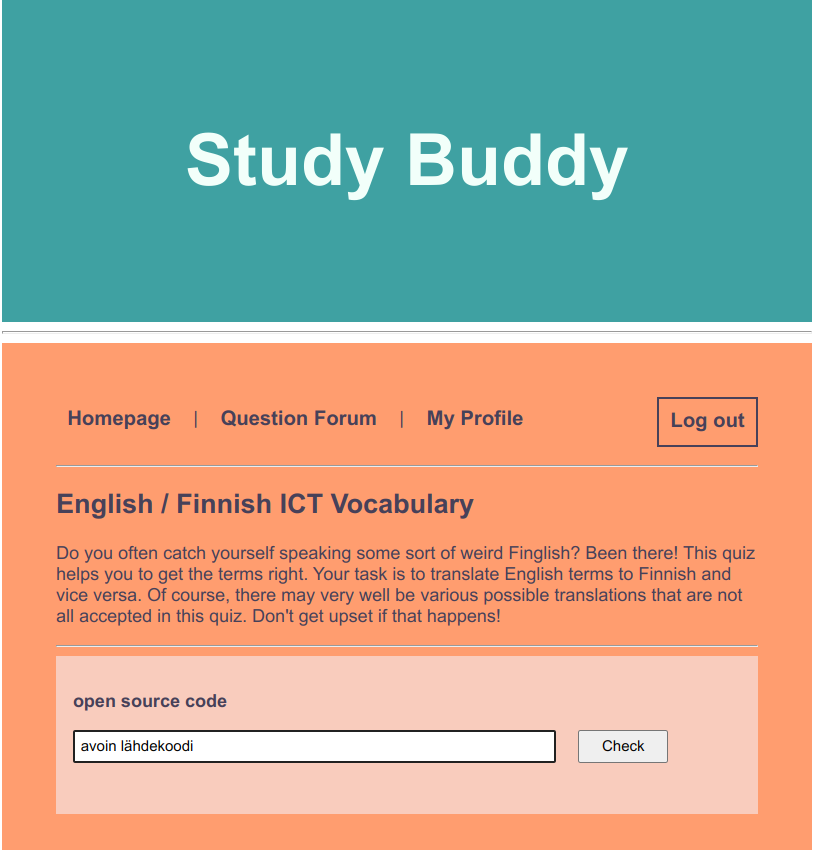 Study Buddy
Homepage | Question Forum | My Profile Log out
English / Finnish ICT Vocabulary
Do you often catch yourself speaking some sort of weird Finglish? Been there! This quiz
helps you to get the terms right. Your task is to translate English terms to Finnish and
vice versa. Of course, there may very well be various possible translations that are not
all accepted in this quiz. Don't get upset if that happens!
open source code
avoin lähdekoodi Check